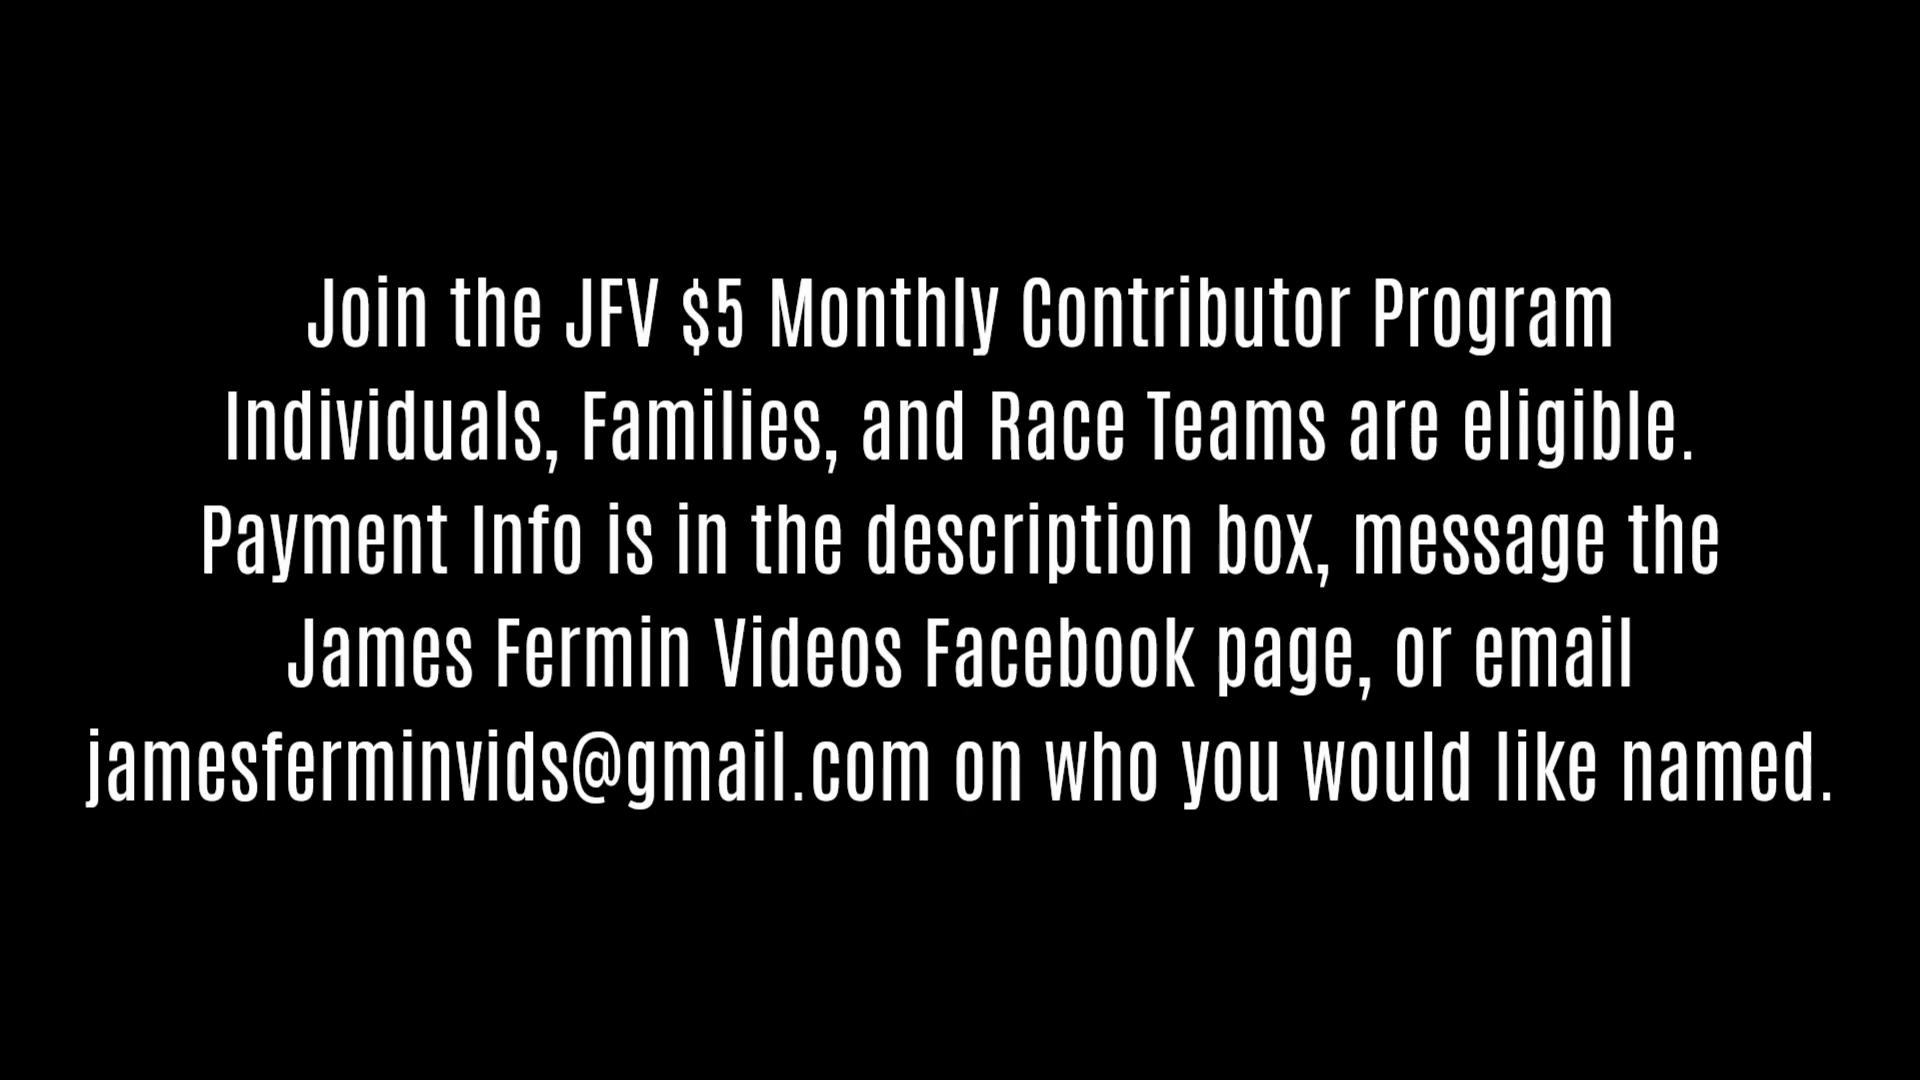 Join the JFV $5 Monthly Contributor Program
Individuals, Families, and Race Teams are eligible.
Payment Info is in the description box, message the
James Fermin Videos Facebook page, or email
jamesferminvids@gmail.com on who you would like named.